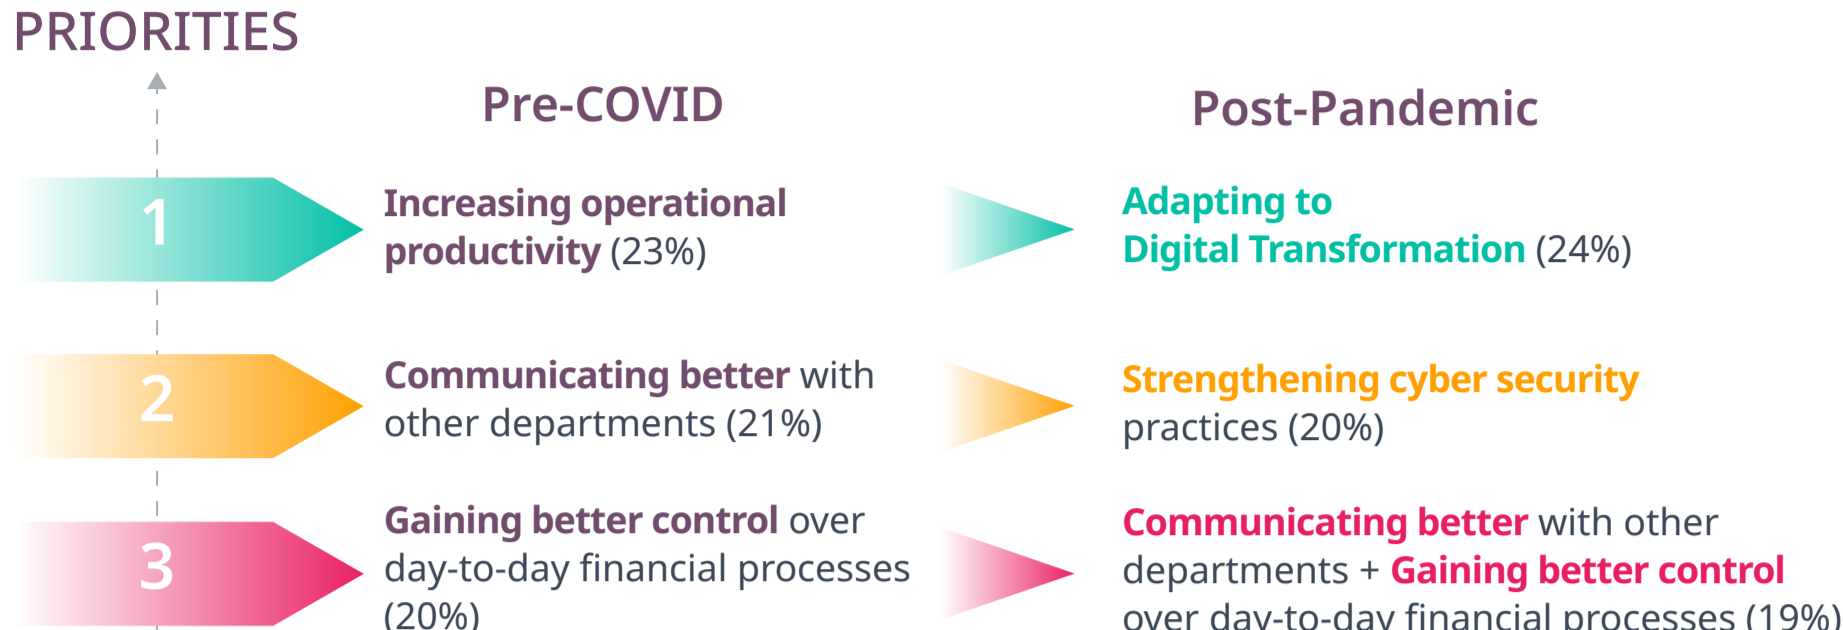 PRIORITIES
Pre-COVID
Post-Pandemic
1
Increasing operational
productivity (23%)
Adapting to
Digital Transformation (24%)
2
Communicating better with
other departments (21%)
Strengthening cyber security
practices (20%)
3
Gaining better control over
day-to-day financial processes
(20%)
Communicating better with other
departments + Gaining better control
over day-to-day financial processes (19%)